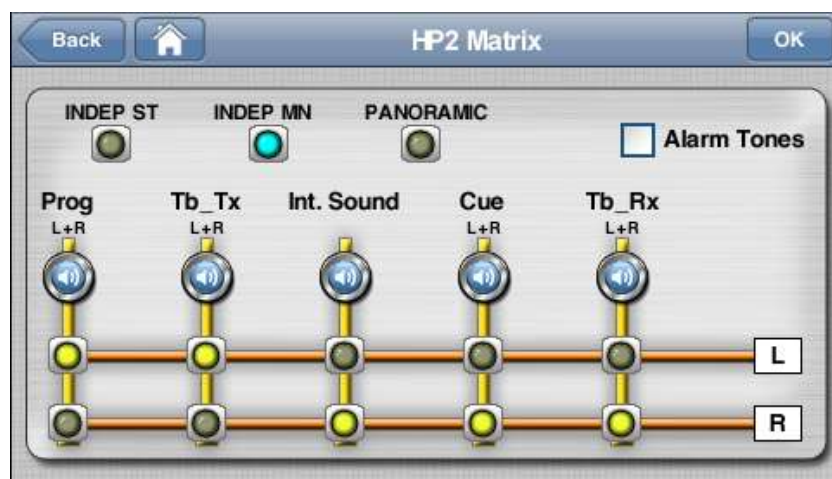 Back
HP2 Matrix
OK
INDEP ST
INDEP MN
PANORAMIC
Alarm Tones
Prog
Tb_Tx
Int. Sound
Cue
Tb_Rx
L+R
L+R
L+R
L+R
L
R